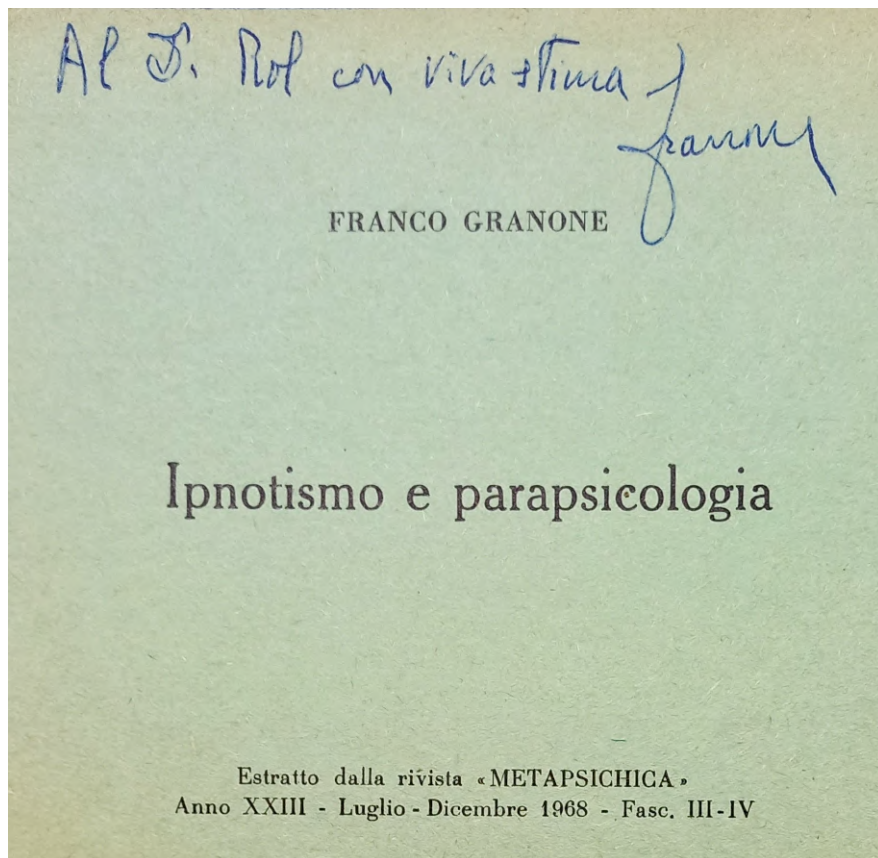 Al D. Rol con viva stima
Granone
FRANCO GRANONE
Ipnotismo e parapsicologia
Estratto dalla rivista «METAPSICHICA»
Anno XXIII - Luglio - Dicembre 1968 - Fasc. III-IV